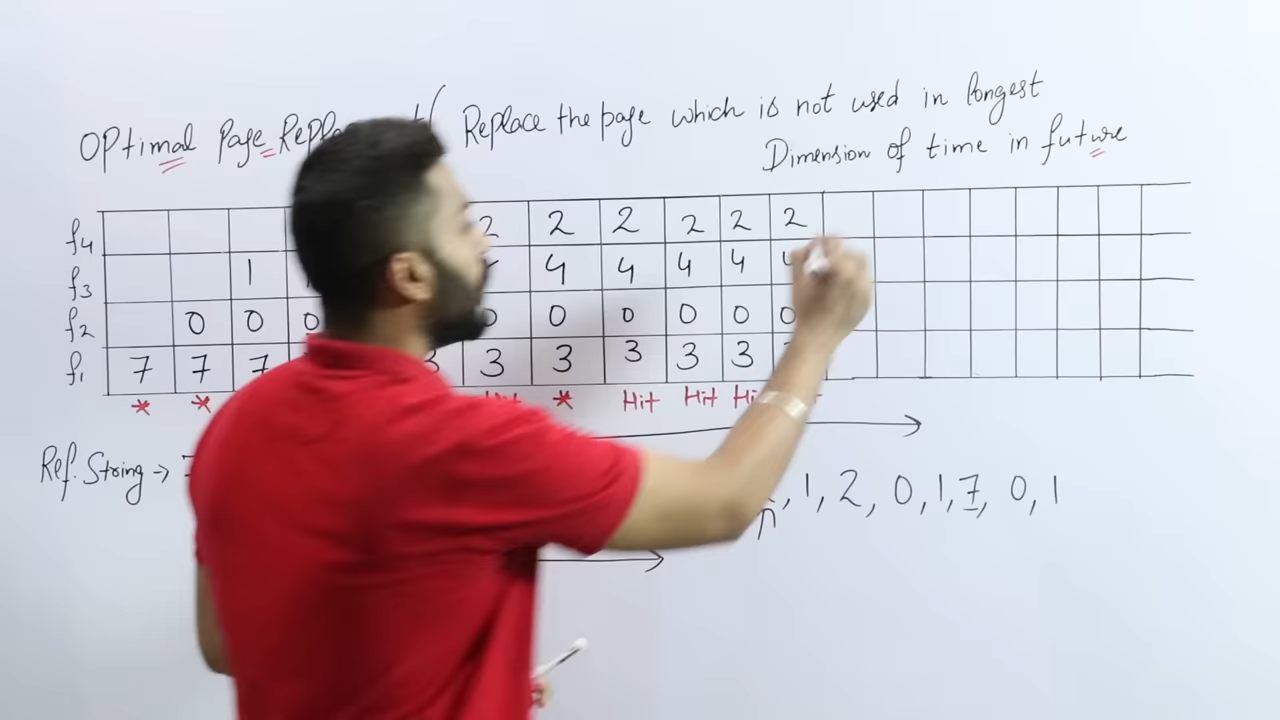 OPtimal Page Repl ( Replace the page which is not used in longest
Dimension of time in future
f4 2 2 2 2 2 2
f3 1 4 4 4 4 4
f2 0 0 0 0 0 0 0 0 0
f1 7 7 7 3 3 3 3 3 3
* * * Hit Hit
Ref. String → , 1, 2, 0, 1, 7, 0, 1